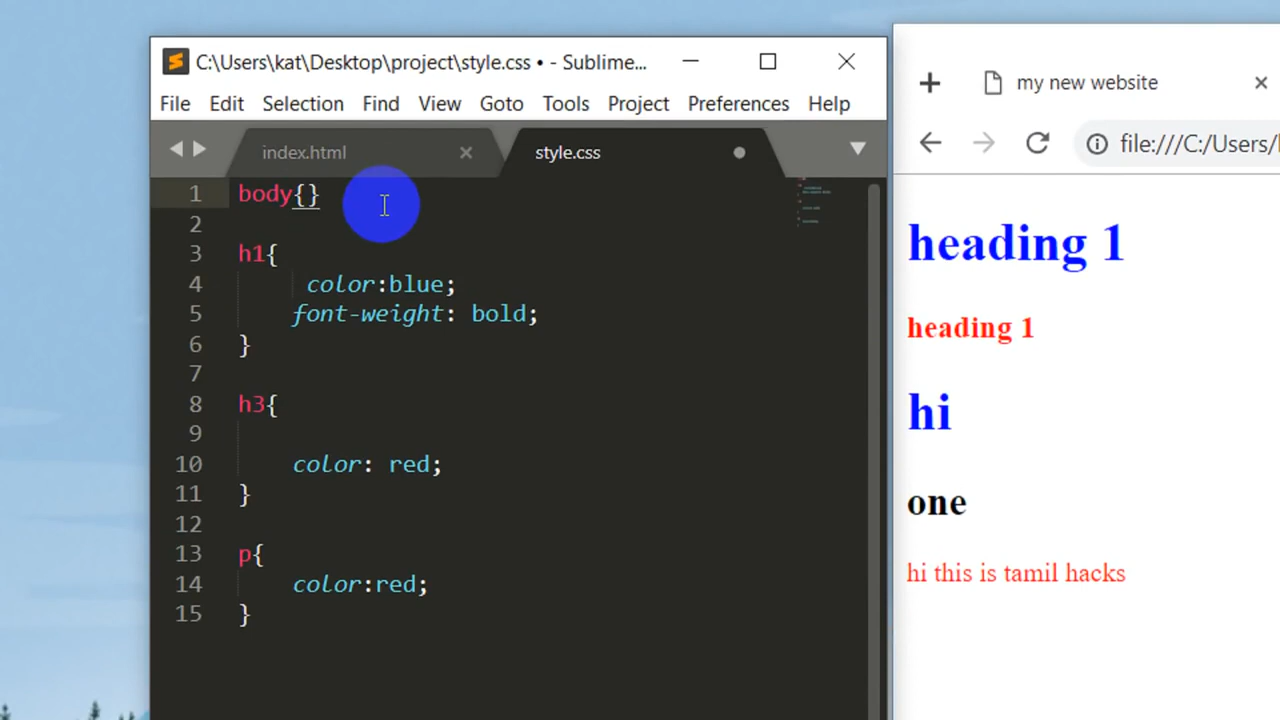 C:\Users\kat\Desktop\project\style.css • - Sublime...
File Edit Selection Find View Goto Tools Project Preferences Help
index.html
style.css
1 body{}
2
3 h1{
4 color:blue;
5 font-weight: bold;
6 }
7
8 h3{
9
10 color: red;
11 }
12
13 p{
14 color:red;
15 }
my new website
file:///C:/Users/
heading 1
heading 1
hi
one
hi this is tamil hacks